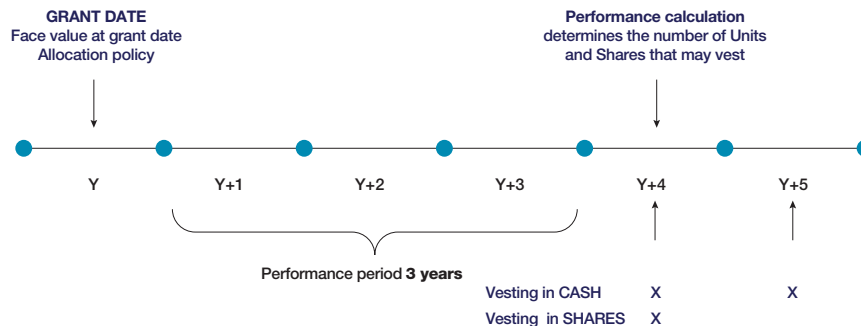 GRANT DATE
Face value at grant date
Allocation policy
Performance calculation
determines the number of Units
and Shares that may vest
Y
Y+1
Y+2
Y+3
Y+4
Y+5
Performance period 3 years
Vesting in CASH X X
Vesting in SHARES X